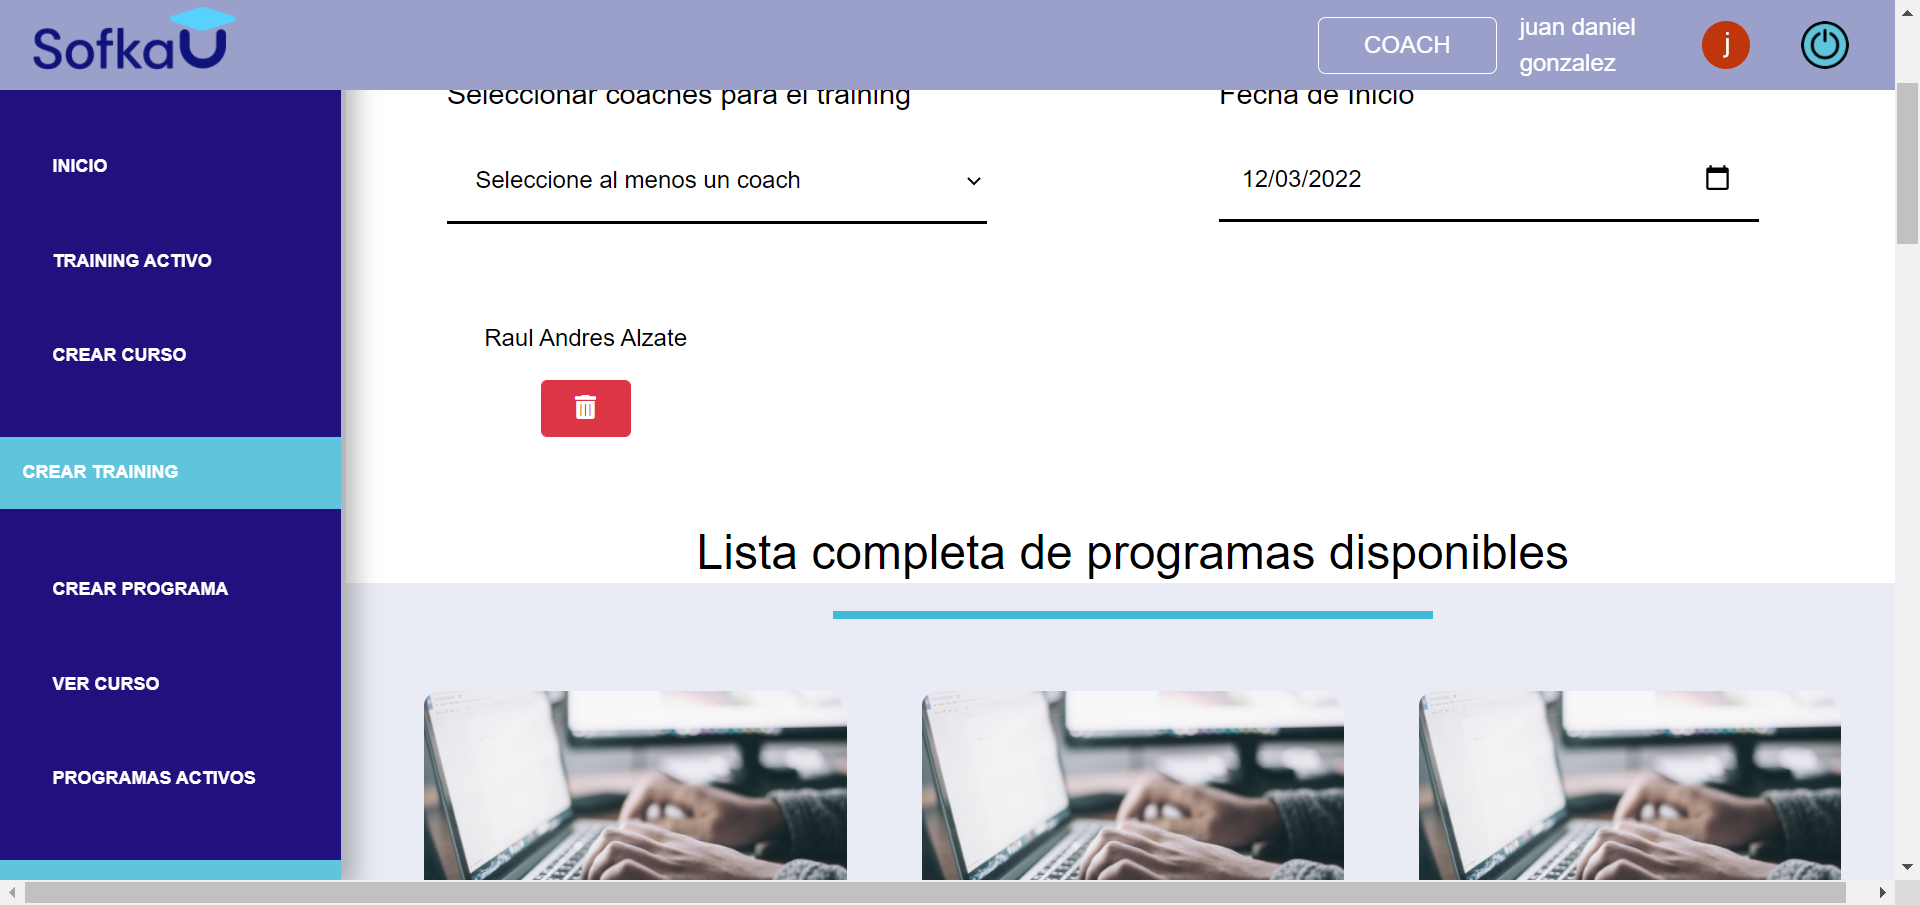 SofkaU
COACH
juan daniel
gonzalez
j
INICIO
TRAINING ACTIVO
CREAR CURSO
CREAR TRAINING
CREAR PROGRAMA
VER CURSO
PROGRAMAS ACTIVOS
Seleccionar coaches para el training
Seleccione al menos un coach
Fecha de Inicio
12/03/2022
Raul Andres Alzate
Lista completa de programas disponibles